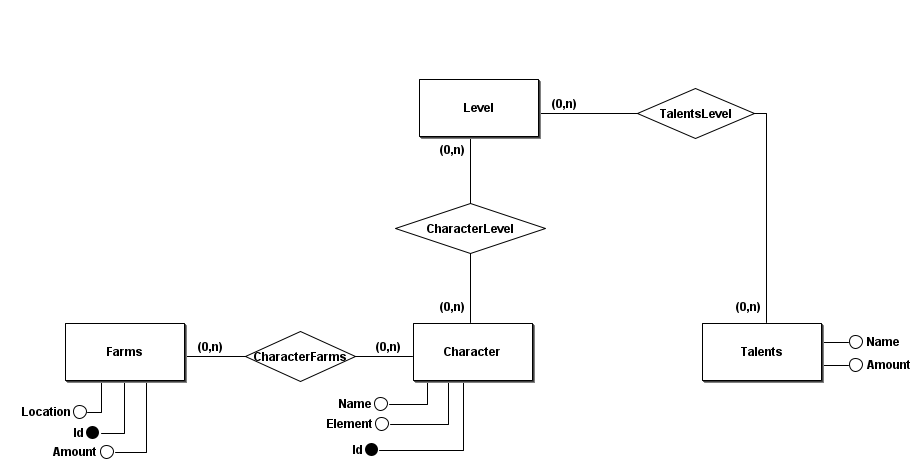 Level
(0,n)
TalentsLevel
(0,n)
CharacterLevel
(0,n)
(0,n)
Farms
(0,n)
CharacterFarms
(0,n)
Character
Talents
Name
Amount
Location
Id
Amount
Name
Element
Id